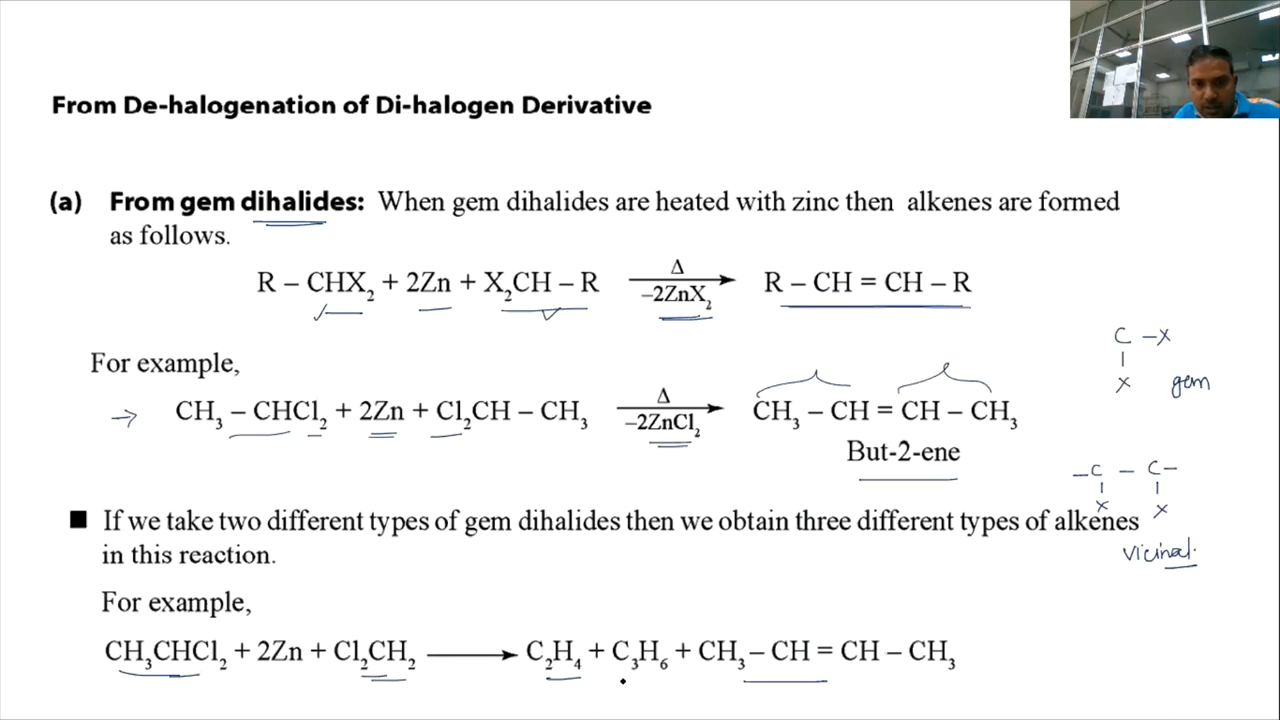 From De-halogenation of Di-halogen Derivative
(a) From gem dihalides: When gem dihalides are heated with zinc then alkenes are formed
as follows.
R – CHX₂ + 2Zn + X₂CH – R Δ –2ZnX₂ R – CH = CH – R
C – X
|
X gem
For example,
CH₃ – CHCl₂ + 2Zn + Cl₂CH – CH₃ Δ –2ZnCl₂ CH₃ – CH = CH – CH₃
But-2-ene
–C – C–
| |
X X
vicinal.
■ If we take two different types of gem dihalides then we obtain three different types of alkenes
in this reaction.
For example,
CH₃CHCl₂ + 2Zn + Cl₂CH₂ ⟶ C₂H₄ + C₃H₆ + CH₃ – CH = CH – CH₃